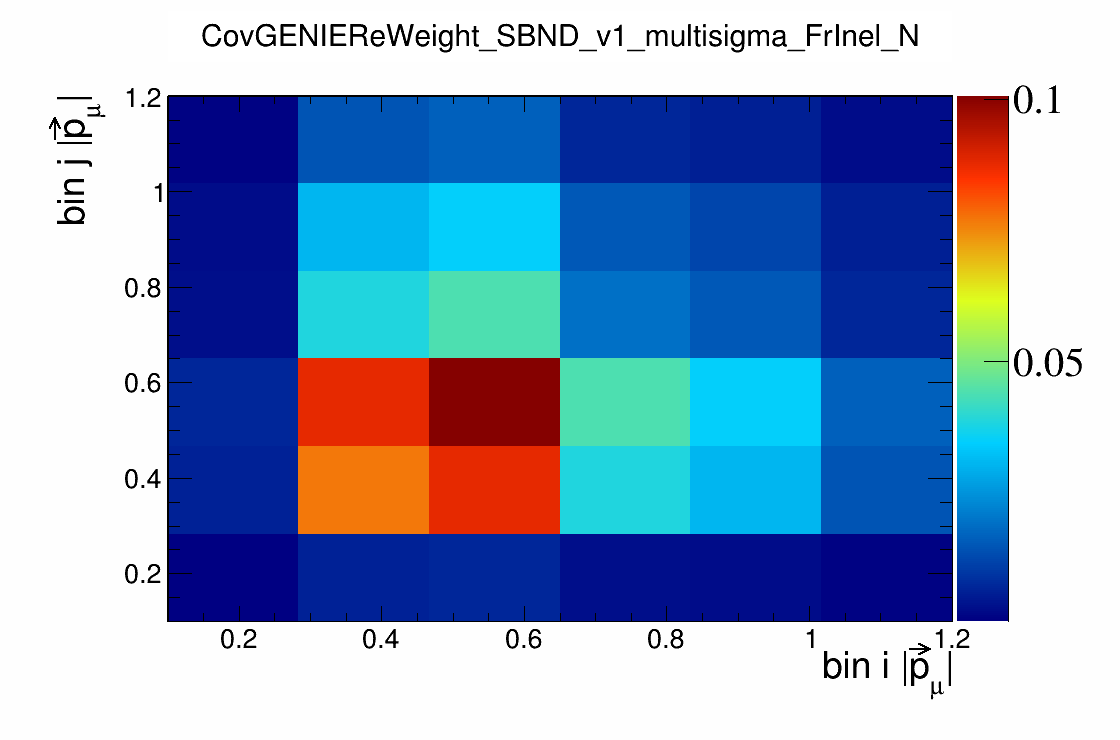 CovGENIEReWeight_SBND_v1_multisigma_FrInel_N
bin j |p⃗μ|
1.2
1
0.8
0.6
0.4
0.2
0.2 0.4 0.6 0.8 1 1.2
bin i |p⃗μ|
0.1
0.05